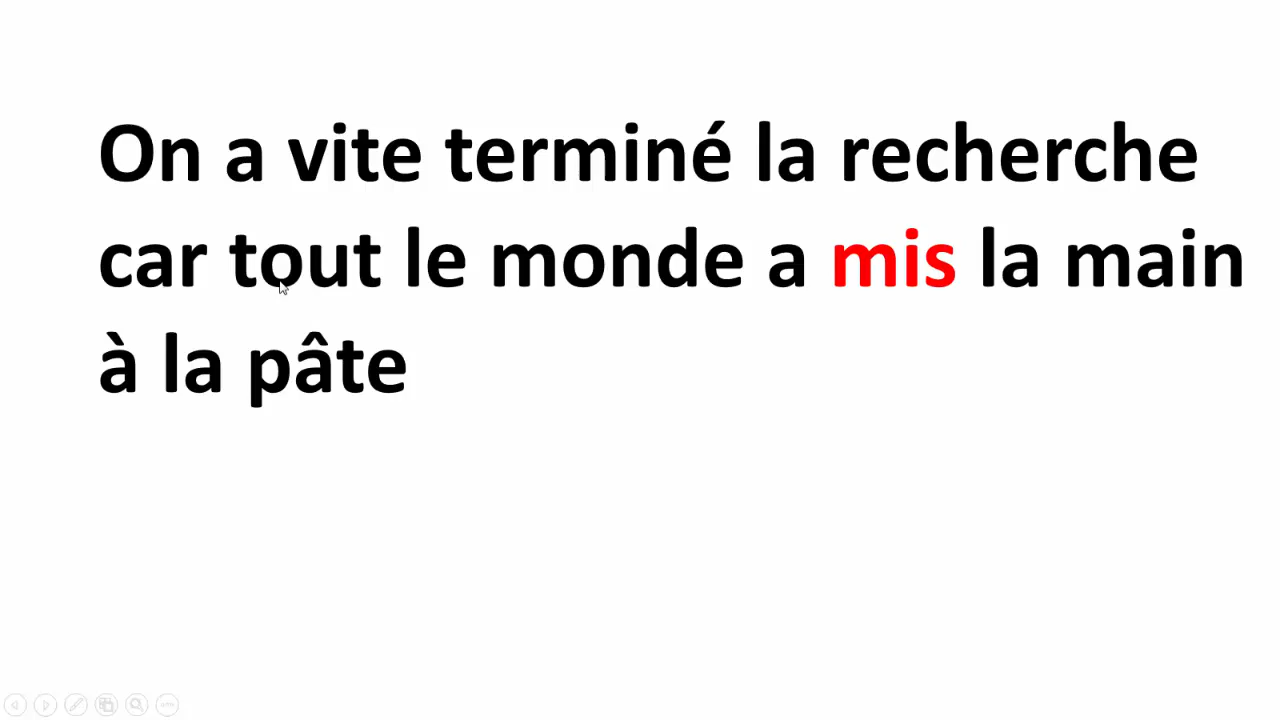 On a vite terminé la recherche
car tout le monde a mis la main
à la pâte